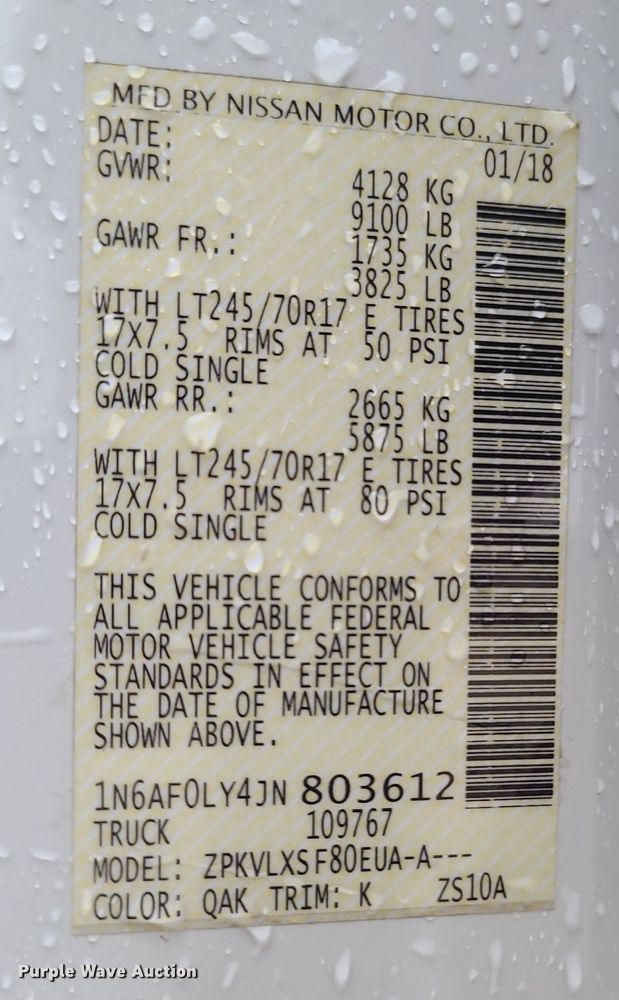 MFD BY NISSAN MOTOR CO., LTD.
DATE: 01/18
GVWR: 4128 KG
9100 LB
GAWR FR.: 1735 KG
3825 LB
WITH LT245/70R17 E TIRES
17X7.5 RIMS AT 50 PSI
COLD SINGLE
GAWR RR.: 2665 KG
5875 LB
WITH LT245/70R17 E TIRES
17X7.5 RIMS AT 80 PSI
COLD SINGLE
THIS VEHICLE CONFORMS TO
ALL APPLICABLE FEDERAL
MOTOR VEHICLE SAFETY
STANDARDS IN EFFECT ON
THE DATE OF MANUFACTURE
SHOWN ABOVE.
1N6AF0LY4JN 803612
TRUCK 109767
MODEL: ZPKVLXSF80EUA-A---
COLOR: QAK TRIM: K ZS10A
Purple Wave Auction